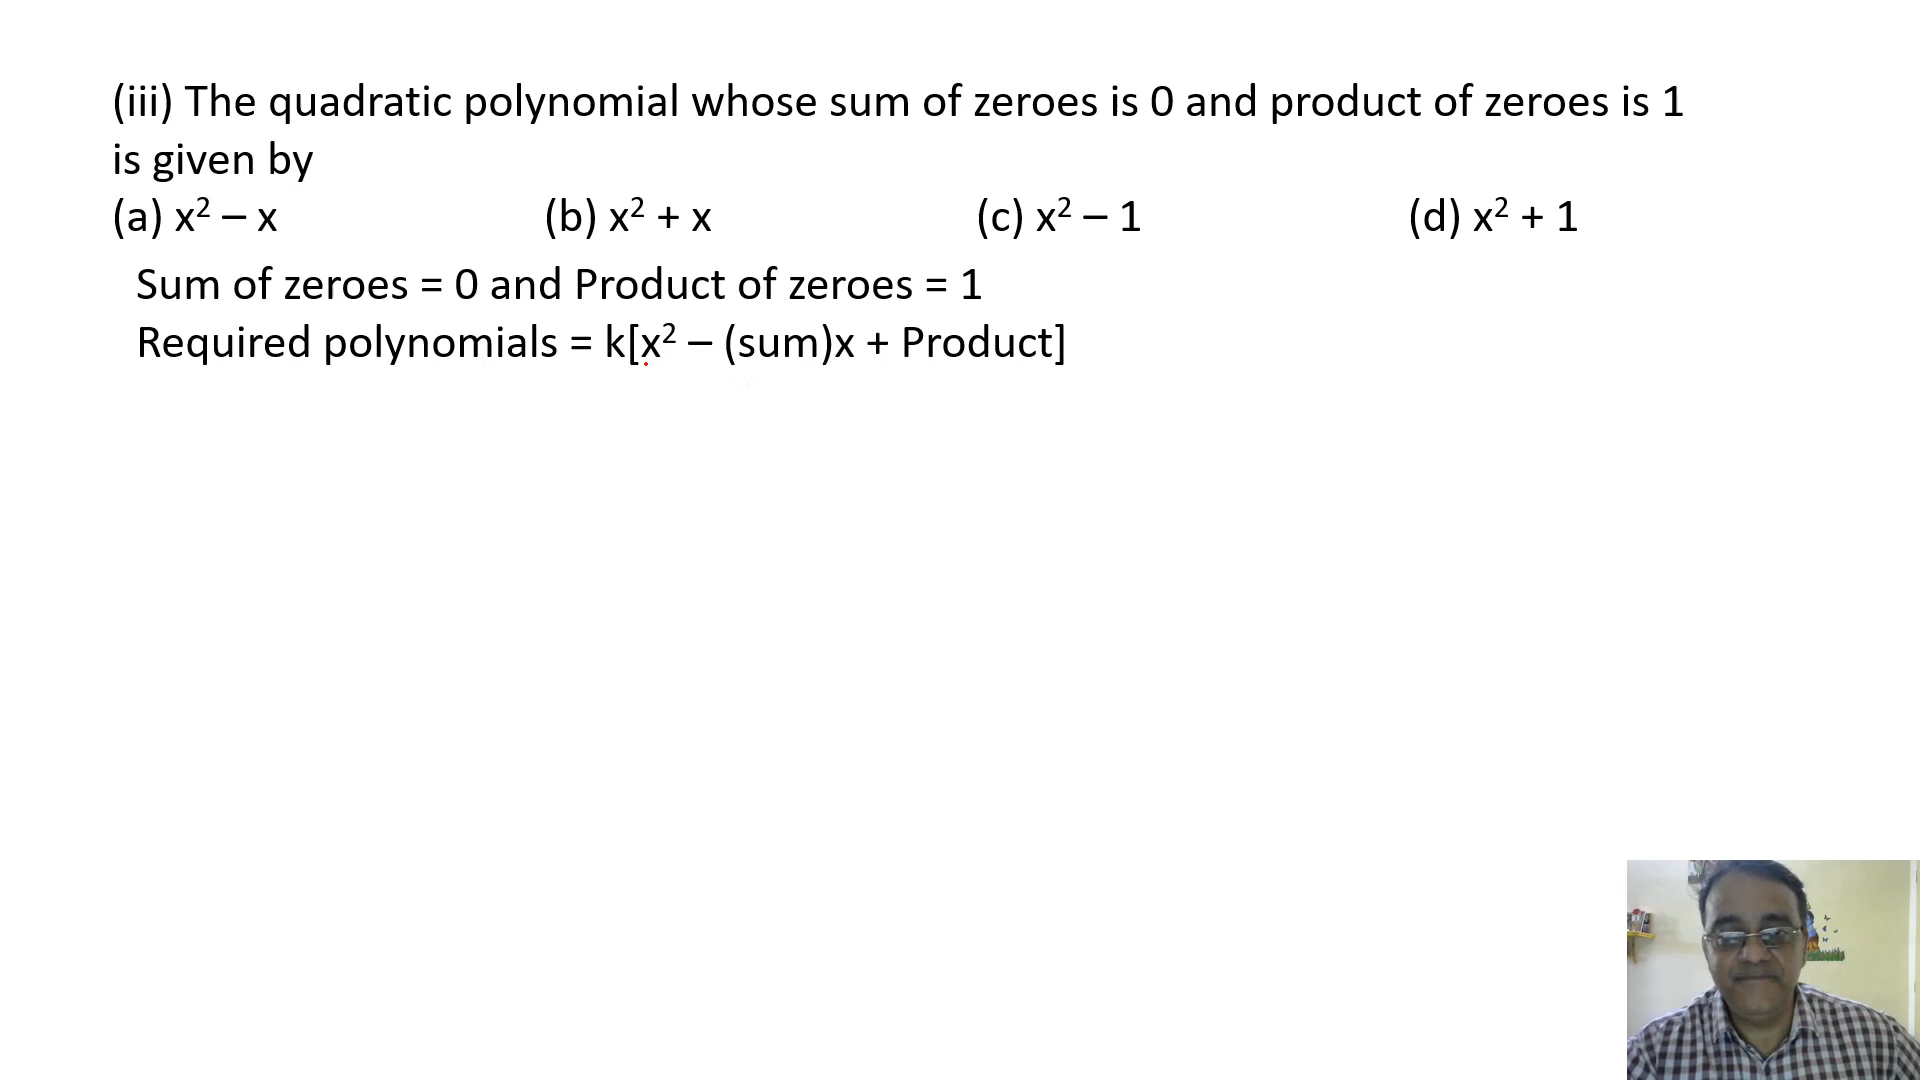 (iii) The quadratic polynomial whose sum of zeroes is 0 and product of zeroes is 1
is given by
(a) x² – x (b) x² + x (c) x² – 1 (d) x² + 1
Sum of zeroes = 0 and Product of zeroes = 1
Required polynomials = k[x² – (sum)x + Product]